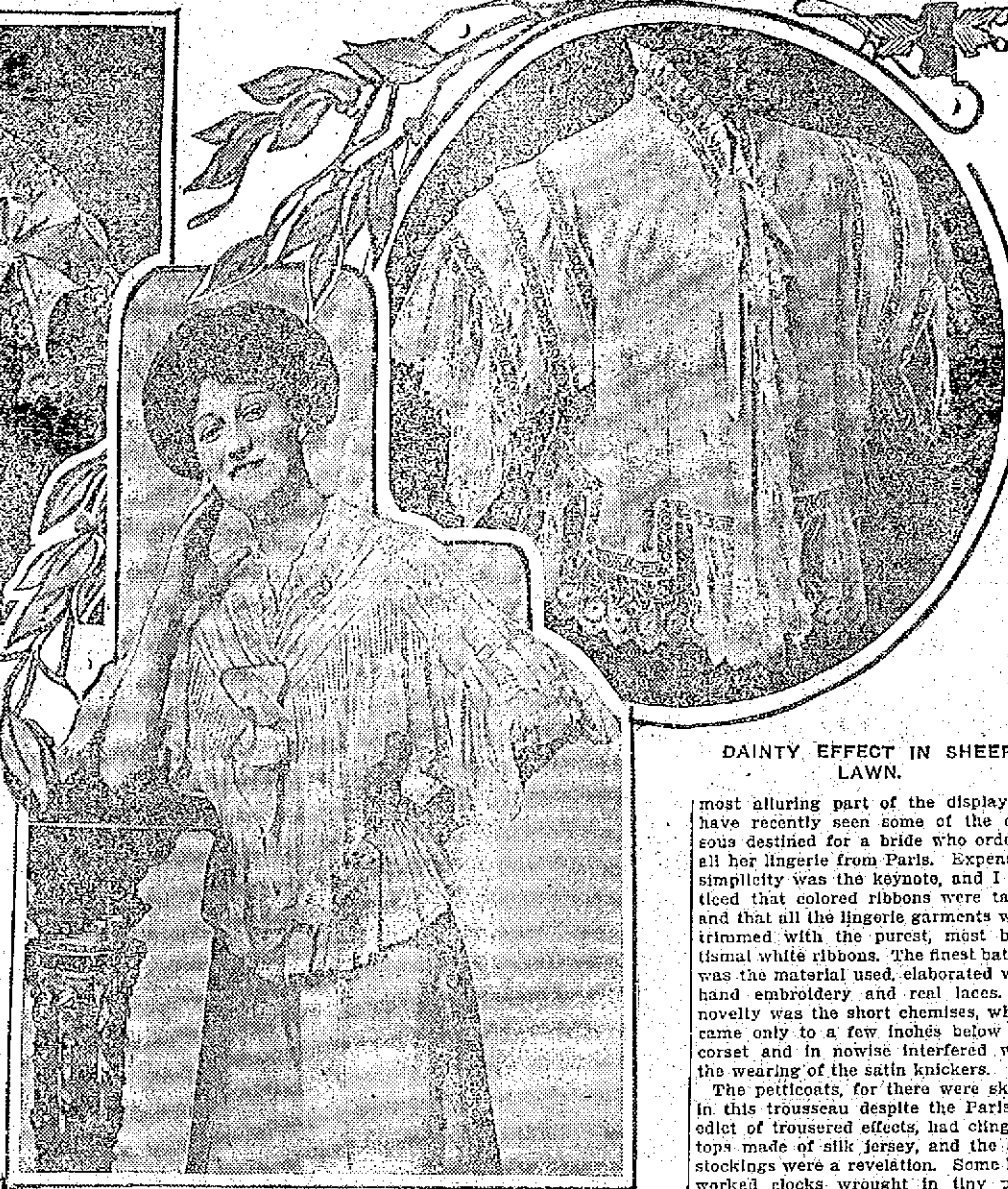 DAINTY EFFECT IN SHEER
LAWN.
most alluring part of the display
have recently seen some of the
sous destined for a bride who orde
all her lingerie from Paris. Expen
simplicity was the keynote, and I
ticed that colored ribbons were ta
and that all the lingerie garments w
trimmed with the purest, most b
tismal white ribbons. The finest bat
was the material used, elaborated w
hand embroidery and real laces.
novelty was the short chemises, wh
came only to a few inches below
corset and in nowise interfered w
the wearing of the satin knickers.
The petticoats, for there were sk
in this trousseau despite the Paris
edict of trousered effects, had cling
tops made of silk jersey, and the
stockings were a revelation. Some
worked clocks wrought in tiny